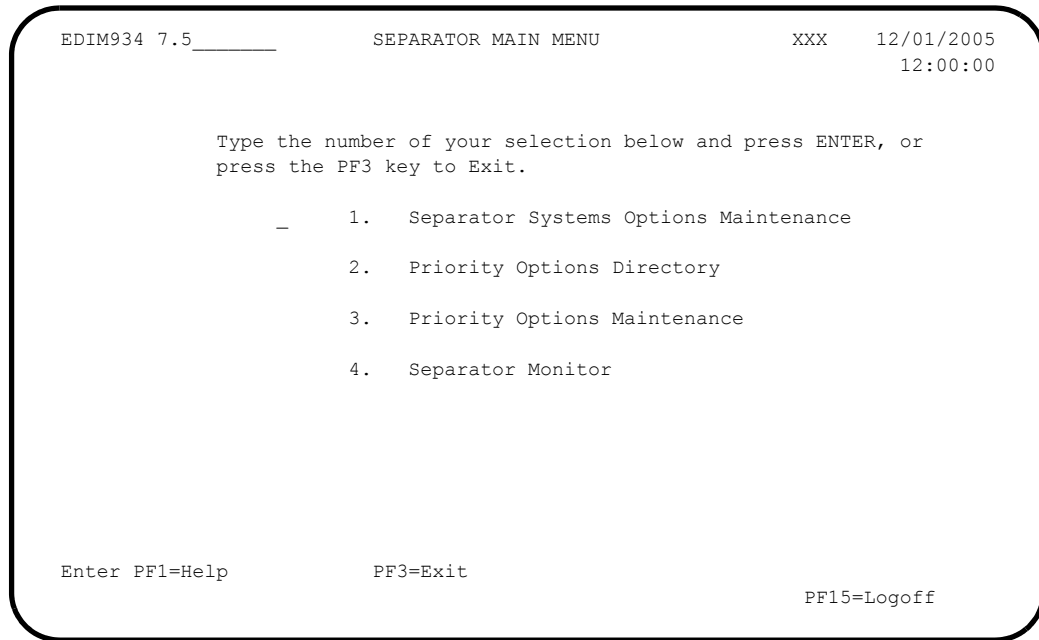 EDIM934 7.5_______ SEPARATOR MAIN MENU XXX 12/01/2005
12:00:00
Type the number of your selection below and press ENTER, or
press the PF3 key to Exit.
_ 1. Separator Systems Options Maintenance
2. Priority Options Directory
3. Priority Options Maintenance
4. Separator Monitor
Enter PF1=Help PF3=Exit
PF15=Logoff